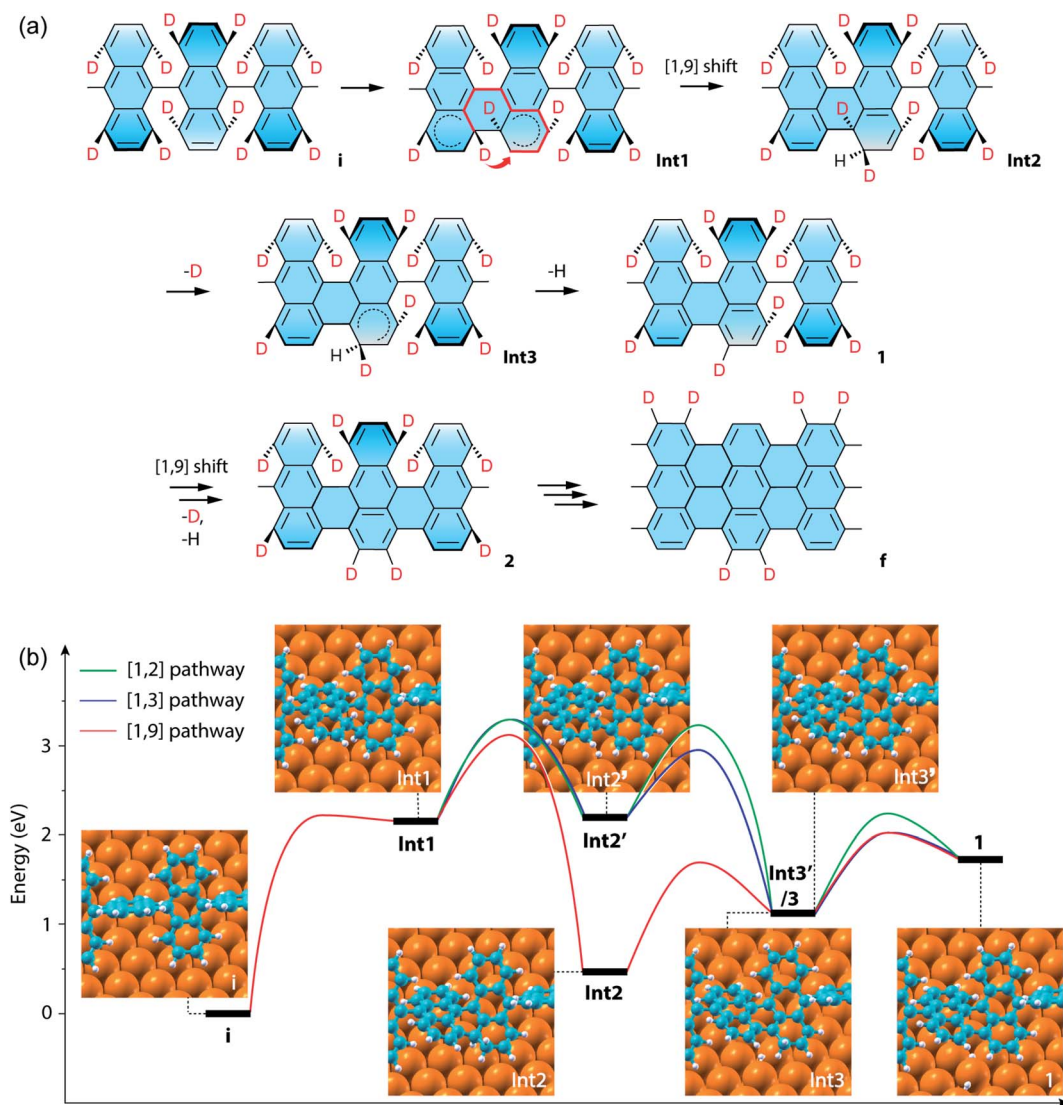 (a)
D D D D D D
D D D D [1,9] shift D D D D D D D D
D D D D D D
D D D D D D D D D D D
i Int1 H D Int2
D D D D
-D D D D D -H D D D D
D D
D D D D D D
H D Int3 D 1
D D D D
D D
[1,9] shift D D D D
-D,
-H D D
D D 2 D D f
(b)
[1,2] pathway
[1,3] pathway
[1,9] pathway
Energy (eV)
3
2
1
0
Int1
Int2'
Int3'
Int1
Int2'
Int3'
/3
1
i
i
Int2
Int2
Int3
1